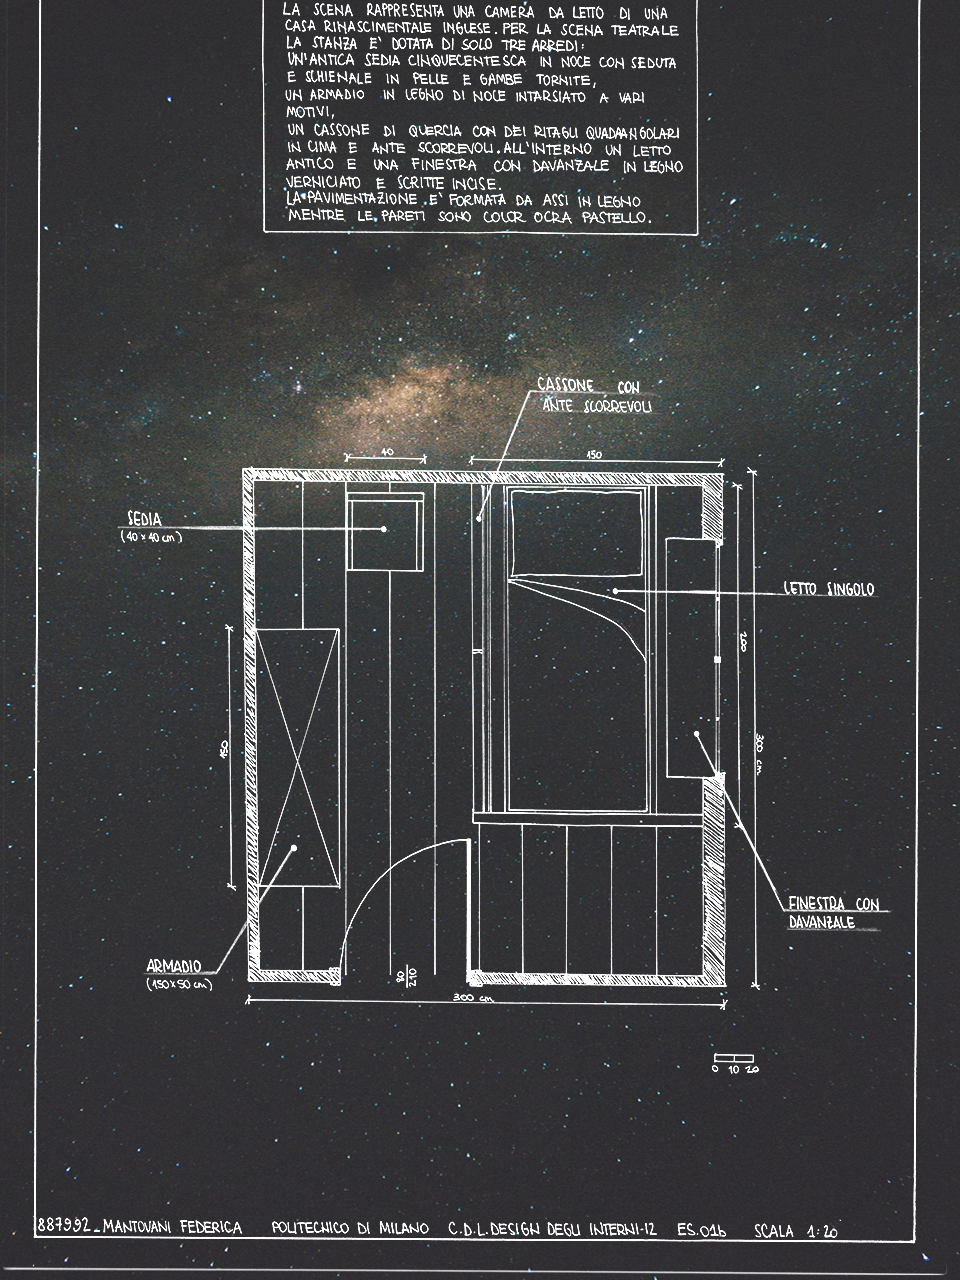 LA SCENA RAPPRESENTA UNA CAMERA DA LETTO DI UNA
CASA RINASCIMENTALE INGLESE. PER LA SCENA TEATRALE
LA STANZA E' DOTATA DI SOLO TRE ARREDI:
UN'ANTICA SEDIA CINQUECENTESCA IN NOCE CON SEDUTA
E SCHIENALE IN PELLE E GAMBE TORNITE,
UN ARMADIO IN LEGNO DI NOCE INTARSIATO A VARI
MOTIVI,
UN CASSONE DI QUERCIA CON DEI RITAGLI QUADRANGOLARI
IN CIMA E ANTE SCORREVOLI. ALL'INTERNO UN LETTO
ANTICO E UNA FINESTRA CON DAVANZALE IN LEGNO
VERNICIATO E SCRITTE INCISE.
LA PAVIMENTAZIONE E' FORMATA DA ASSI IN LEGNO
MENTRE LE PARETI SONO COLOR OCRA PASTELLO.
CASSONE CON
ANTE SCORREVOLI
40
150
SEDIA
(40 x 40 cm)
LETTO SINGOLO
200
150
300 cm
FINESTRA CON
DAVANZALE
ARMADIO
(150 x 50 cm)
80
210
300 cm
0 10 20
887992_MANTOVANI FEDERICA POLITECNICO DI MILANO C.D.L. DESIGN DEGLI INTERNI-I2 ES.01b SCALA 1:20